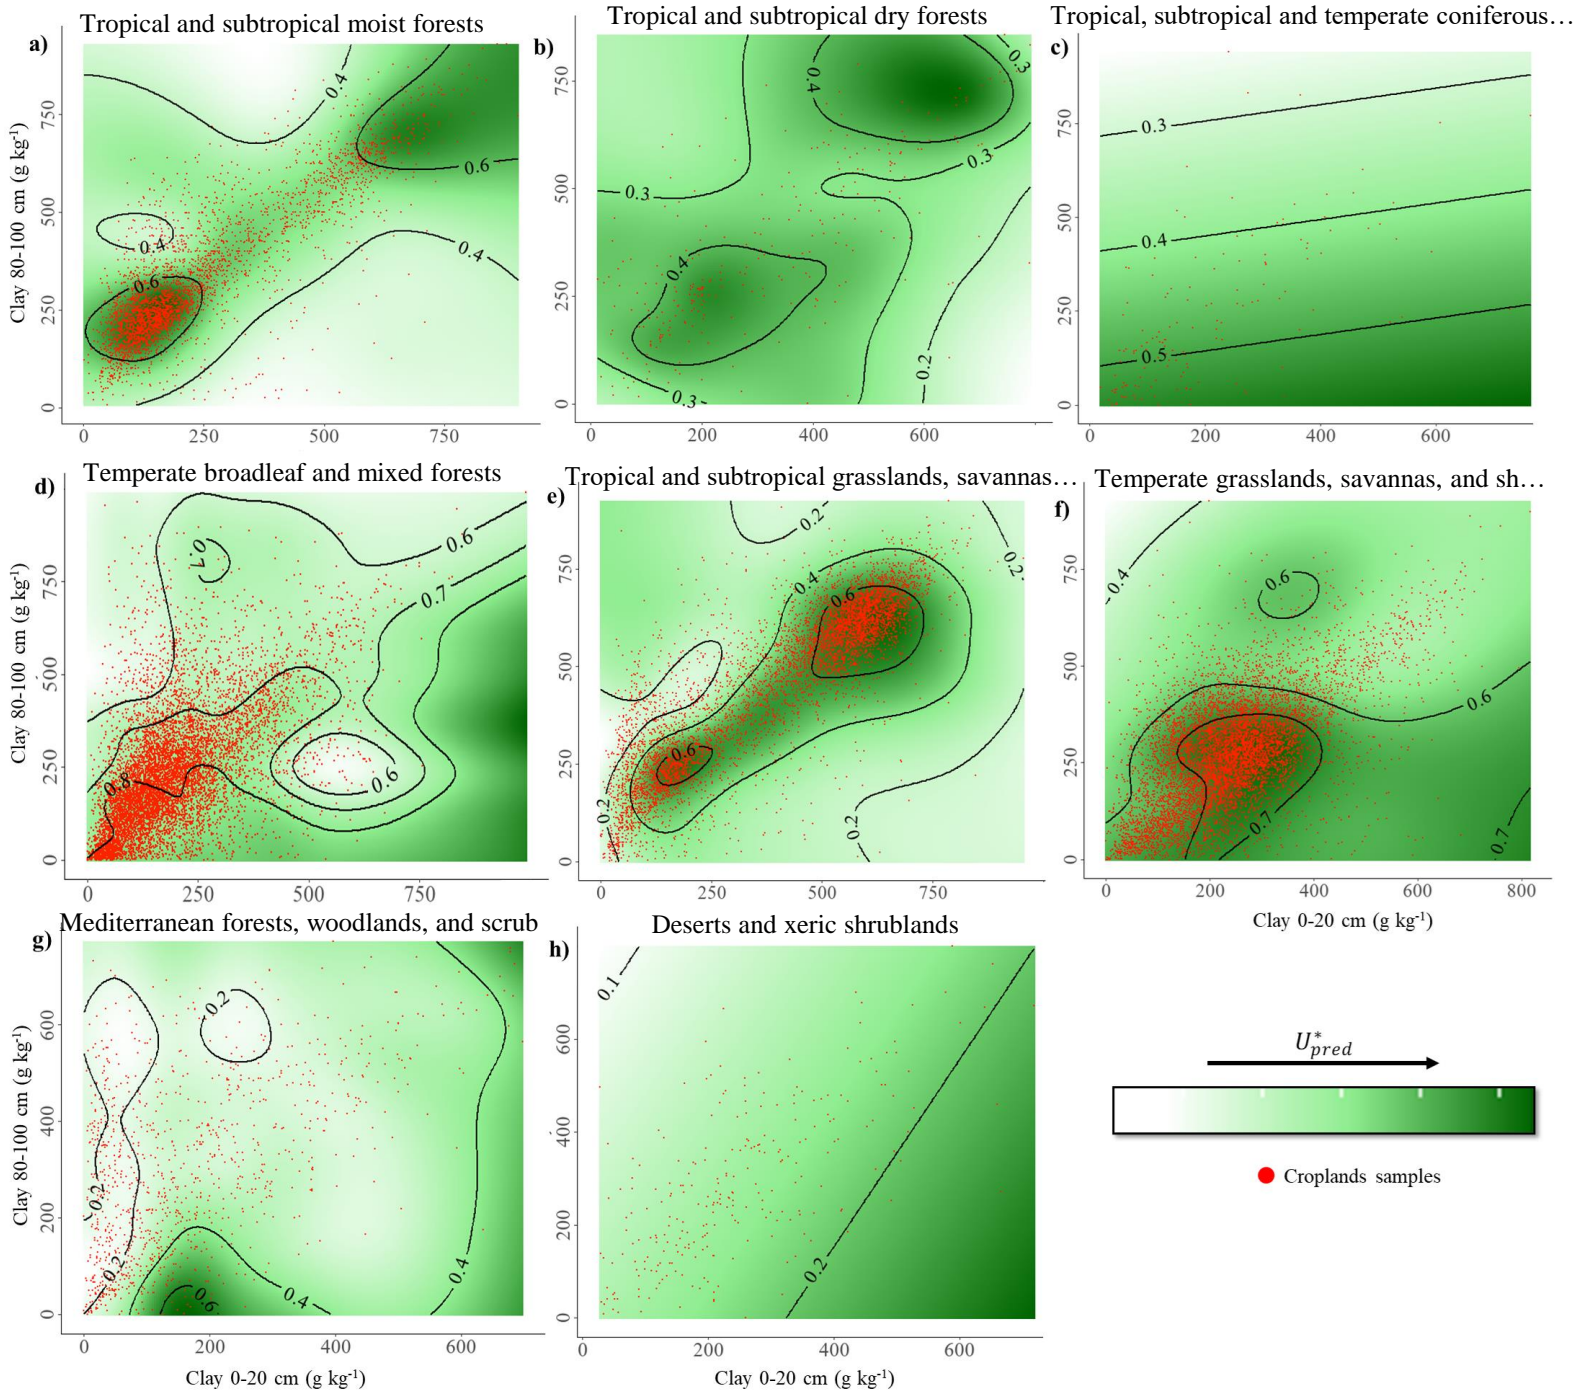 Tropical and subtropical moist forests
a)
Clay 80-100 cm (g kg-1)
750
500
250
0
0.4
0.6
0.4
0.4
0.6
0 250 500 750
Tropical and subtropical dry forests
b)
750
500
250
0
0.3
0.4
0.3
0.3
0.4
0.2
0.3
0 200 400 600
Tropical, subtropical and temperate coniferous…
c)
750
500
250
0
0.3
0.4
0.5
0 200 400 600
Temperate broadleaf and mixed forests
d)
Clay 80-100 cm (g kg-1)
750
500
250
0
0.7
0.6
0.7
0.8
0.6
0 250 500 750
Tropical and subtropical grasslands, savannas…
e)
750
500
250
0
0.2
0.2
0.4
0.6
0.6
0.2
0.2
0 250 500 750
Temperate grasslands, savannas, and sh…
f)
750
500
250
0
0.4
0.6
0.6
0.7
0.7
0 200 400 600 800
Clay 0-20 cm (g kg-1)
Mediterranean forests, woodlands, and scrub
g)
Clay 80-100 cm (g kg-1)
600
400
200
0
0.2
0.2
0.2
0.6
0.4
0.4
0 200 400 600
Clay 0-20 cm (g kg-1)
Deserts and xeric shrublands
h)
600
400
200
0
0.1
0.2
0 200 400 600
Clay 0-20 cm (g kg-1)
U*pred
Croplands samples